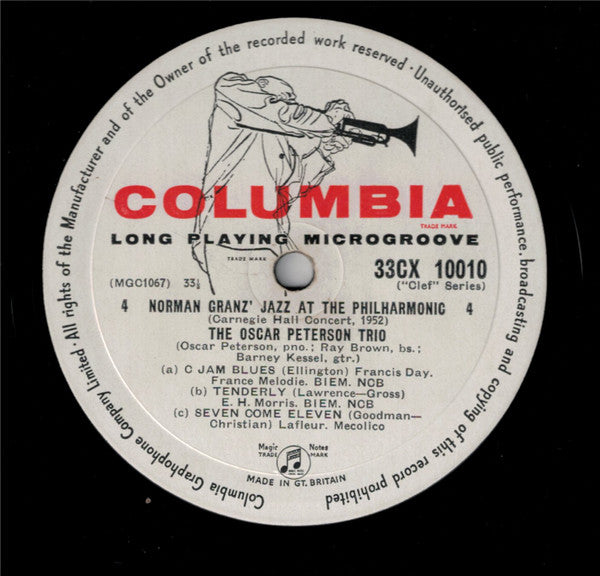 Columbia Graphophone Company Limited · All rights of the Manufacturer and of the Owner of the recorded work reserved · Unauthorised public performance, broadcasting and copying of this record prohibited
COLUMBIA
TRADE MARK
LONG PLAYING MICROGROOVE
TRADE MARK
33CX 10010
(MGC1067) 33⅓ ("Clef" Series)
4 NORMAN GRANZ' JAZZ AT THE PHILHARMONIC 4
(Carnegie Hall Concert, 1952)
THE OSCAR PETERSON TRIO
(Oscar Peterson, pno.; Ray Brown, bs.;
Barney Kessel, gtr.)
(a) C JAM BLUES (Ellington) Francis Day.
France Melodie. BIEM. NCB
(b) TENDERLY (Lawrence—Gross)
E. H. Morris. BIEM. NCB
(c) SEVEN COME ELEVEN (Goodman—
Christian) Lafleur. Mecolico
Magic Notes
TRADE MARK
MADE IN GT. BRITAIN